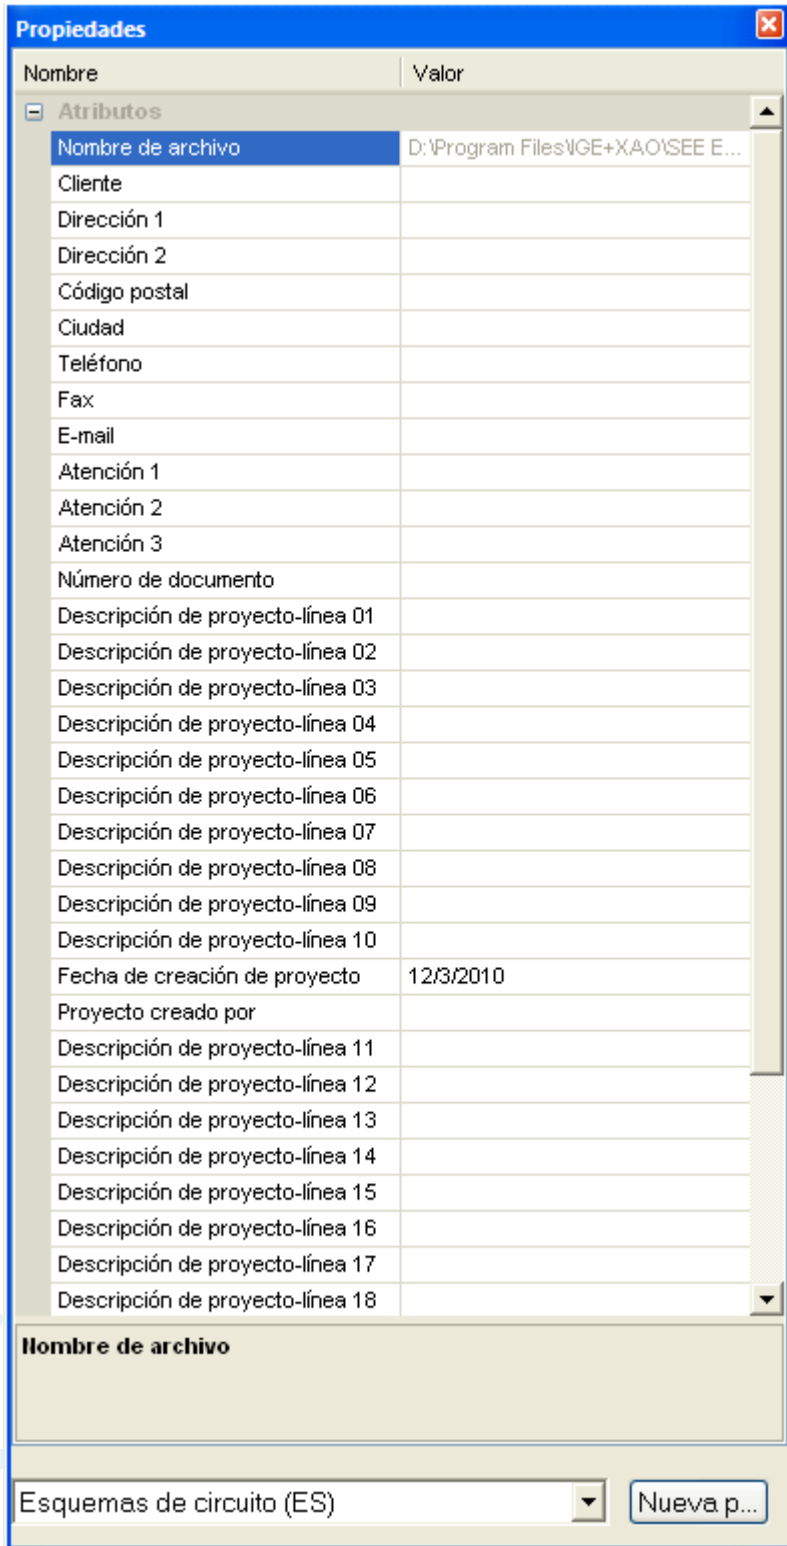 Propiedades
Nombre Valor
Atributos
Nombre de archivo D:\Program Files\IGE+XAO\SEE E...
Cliente
Dirección 1
Dirección 2
Código postal
Ciudad
Teléfono
Fax
E-mail
Atención 1
Atención 2
Atención 3
Número de documento
Descripción de proyecto-línea 01
Descripción de proyecto-línea 02
Descripción de proyecto-línea 03
Descripción de proyecto-línea 04
Descripción de proyecto-línea 05
Descripción de proyecto-línea 06
Descripción de proyecto-línea 07
Descripción de proyecto-línea 08
Descripción de proyecto-línea 09
Descripción de proyecto-línea 10
Fecha de creación de proyecto 12/3/2010
Proyecto creado por
Descripción de proyecto-línea 11
Descripción de proyecto-línea 12
Descripción de proyecto-línea 13
Descripción de proyecto-línea 14
Descripción de proyecto-línea 15
Descripción de proyecto-línea 16
Descripción de proyecto-línea 17
Descripción de proyecto-línea 18
Nombre de archivo
Esquemas de circuito (ES) Nueva p...